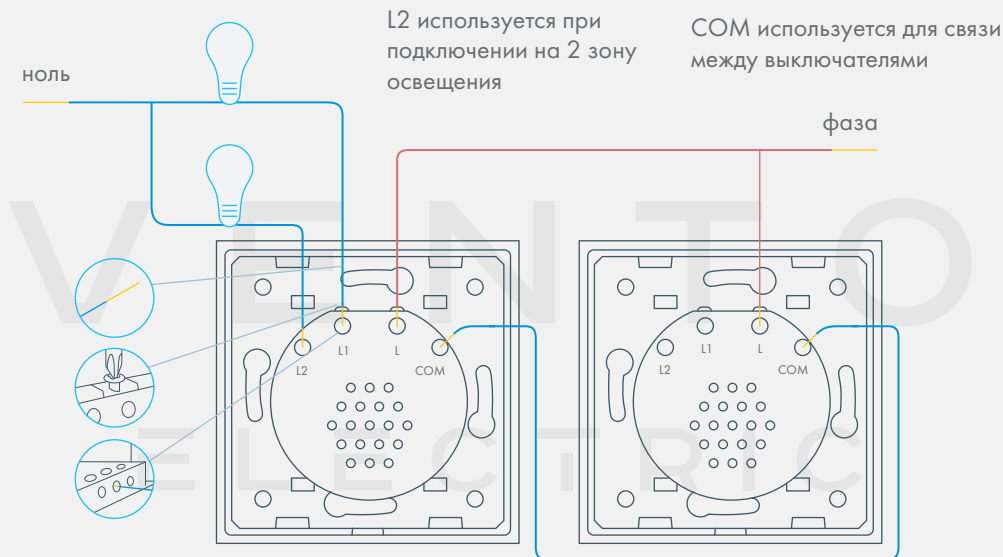 L2 используется при
подключении на 2 зону
освещения
COM используется для связи
между выключателями
ноль
фаза
VENTO
ELECTRIC
L1
L
L2
COM
L1
L
L2
COM